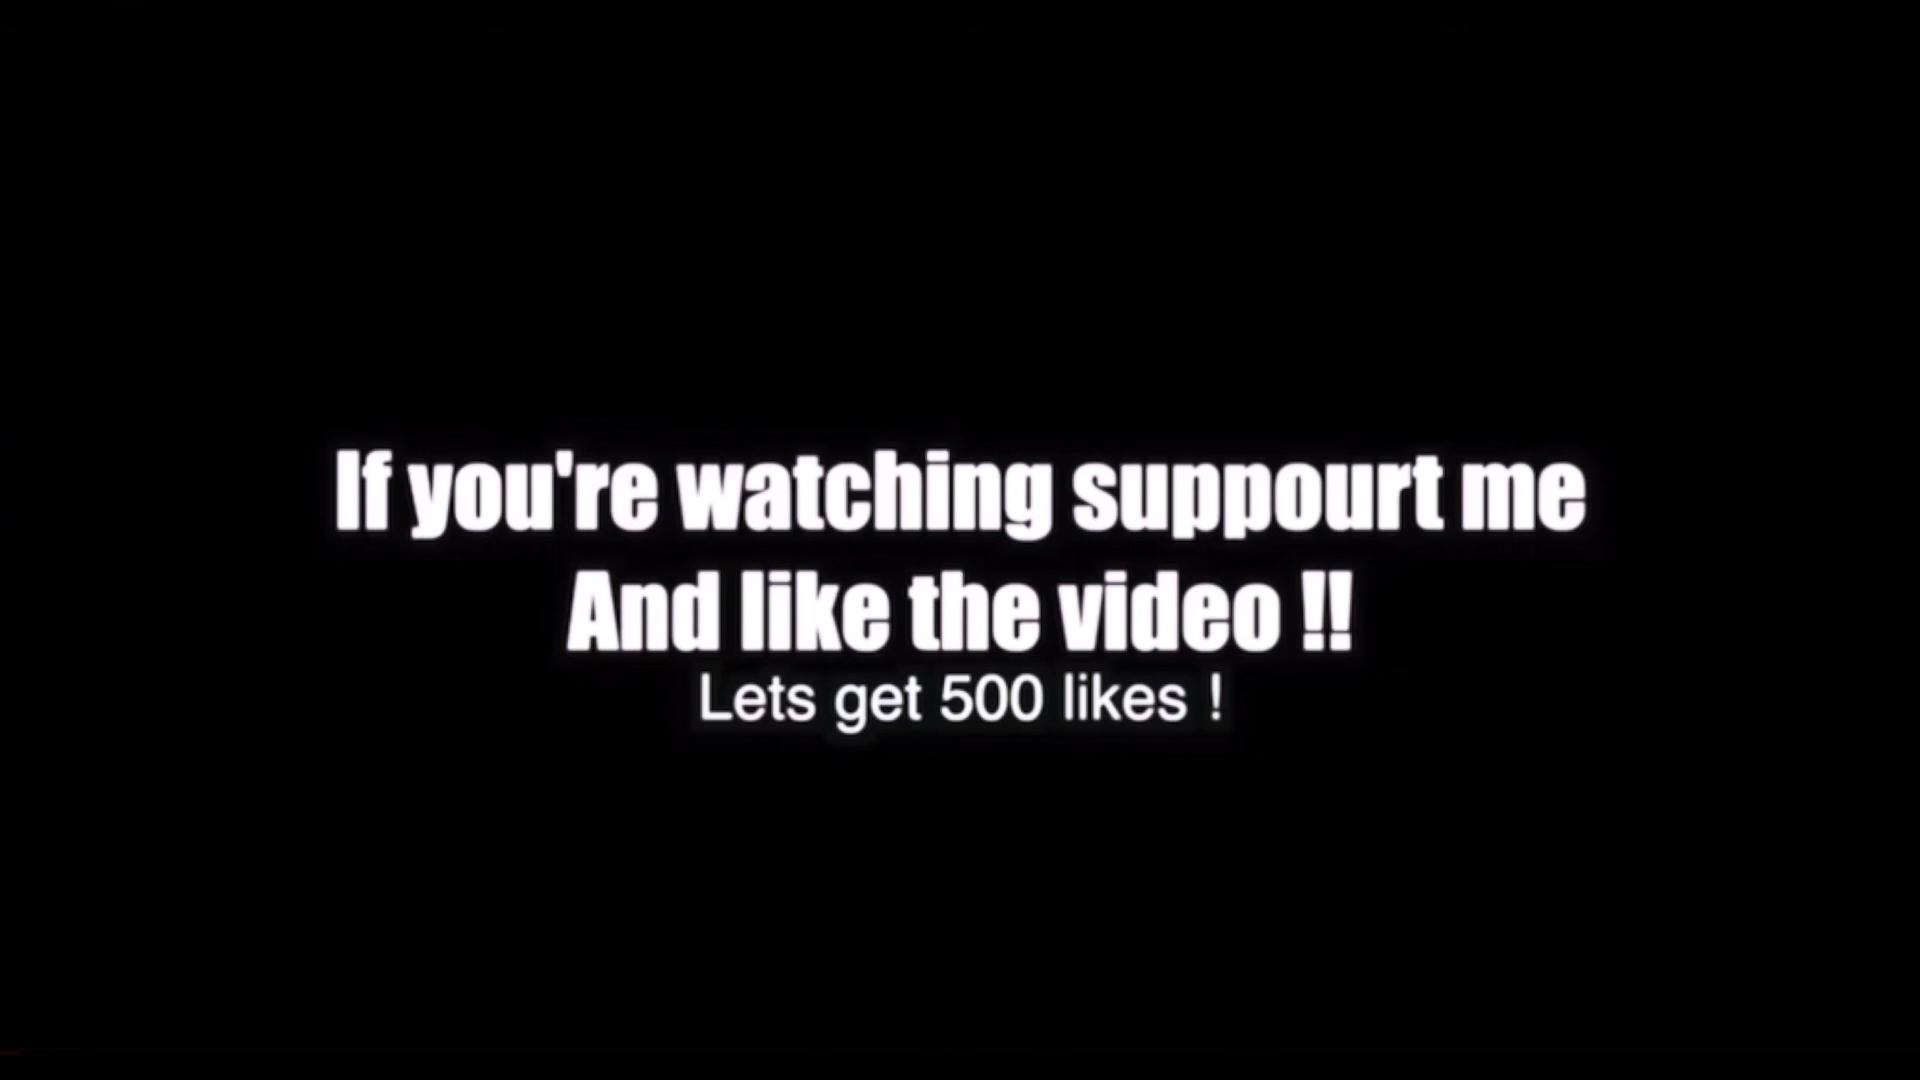 If you're watching suppourt me
And like the video !!
Lets get 500 likes !